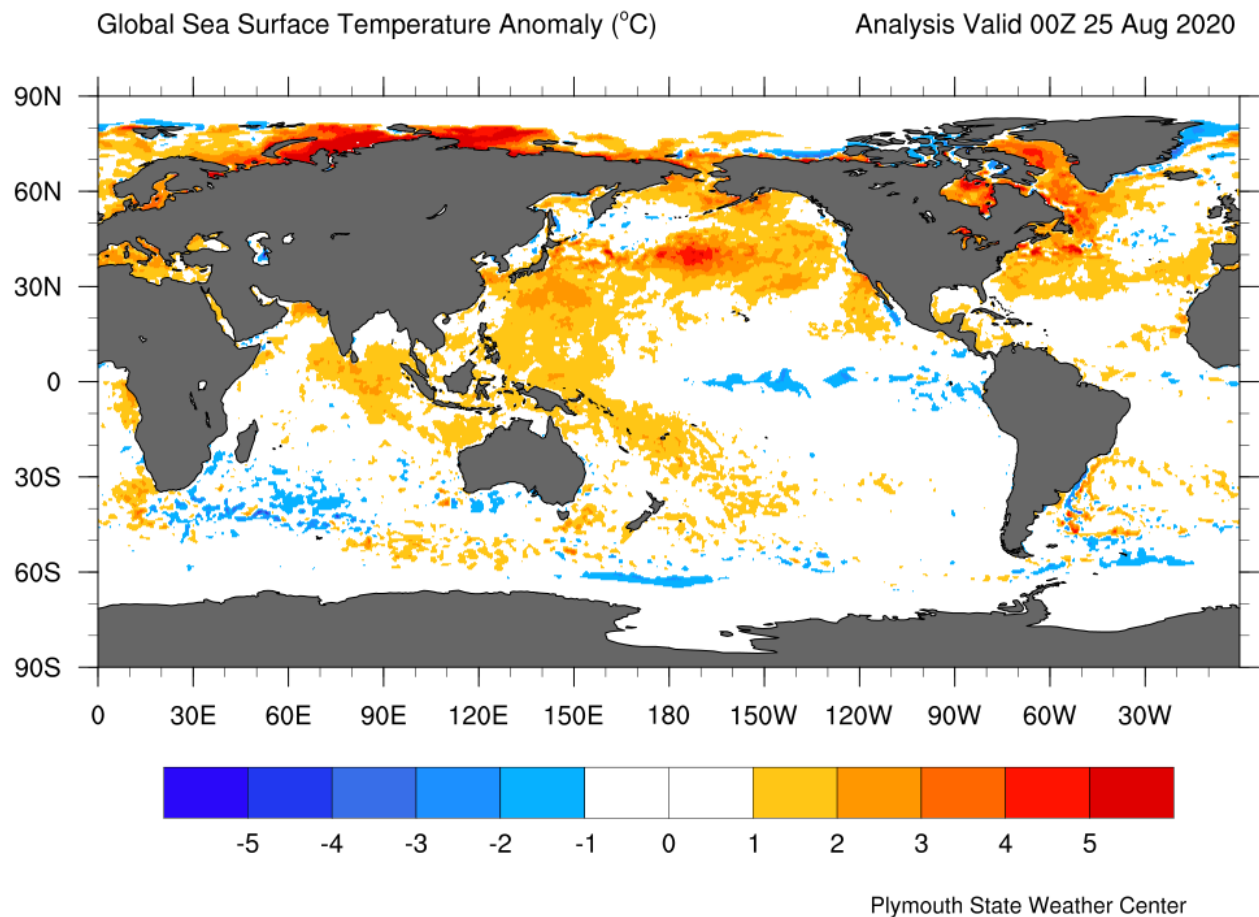 Global Sea Surface Temperature Anomaly (°C) Analysis Valid 00Z 25 Aug 2020
90N
60N
30N
0
30S
60S
90S
0 30E 60E 90E 120E 150E 180 150W 120W 90W 60W 30W
-5 -4 -3 -2 -1 0 1 2 3 4 5
Plymouth State Weather Center